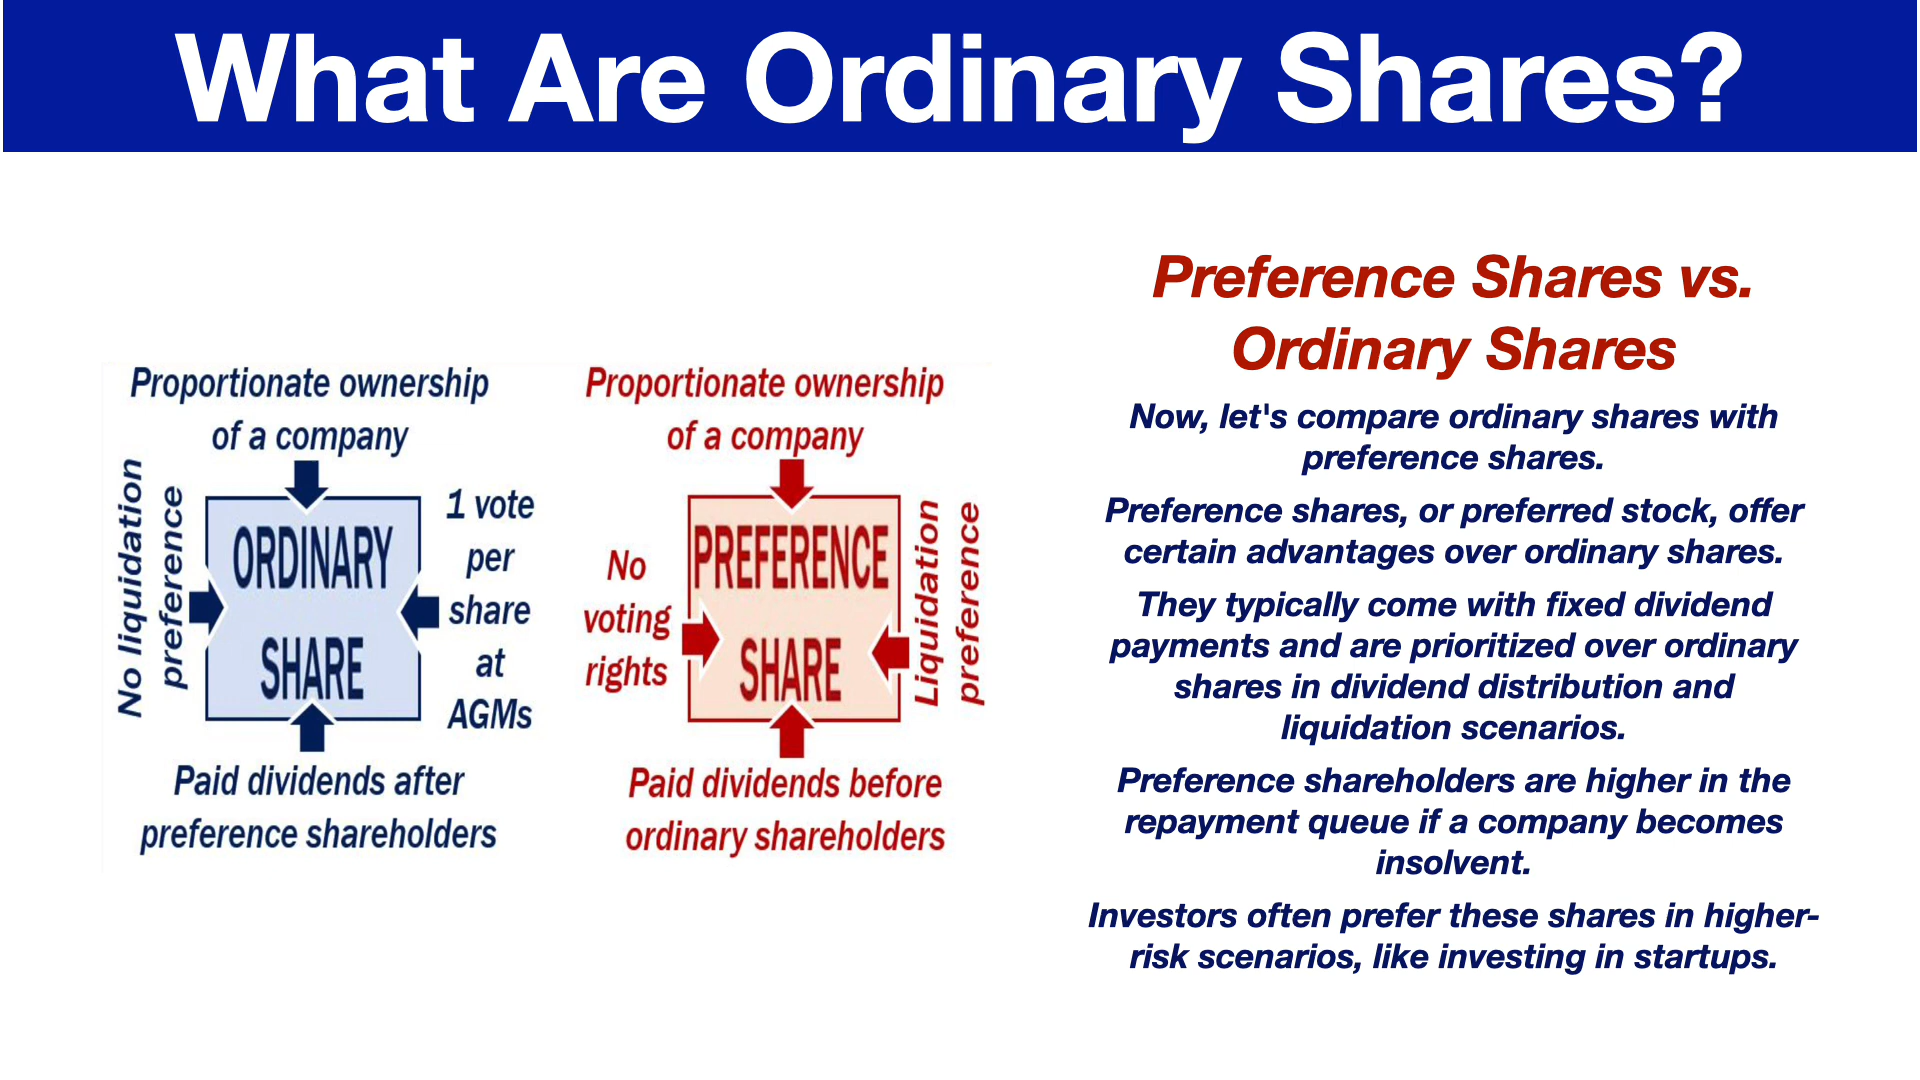 What Are Ordinary Shares?
Proportionate ownership
of a company
No liquidation
preference
ORDINARY
SHARE
1 vote
per
share
at
AGMs
Paid dividends after
preference shareholders
Proportionate ownership
of a company
No
voting
rights
PREFERENCE
SHARE
Liquidation
preference
Paid dividends before
ordinary shareholders
Preference Shares vs.
Ordinary Shares
Now, let's compare ordinary shares with
preference shares.
Preference shares, or preferred stock, offer
certain advantages over ordinary shares.
They typically come with fixed dividend
payments and are prioritized over ordinary
shares in dividend distribution and
liquidation scenarios.
Preference shareholders are higher in the
repayment queue if a company becomes
insolvent.
Investors often prefer these shares in higher-
risk scenarios, like investing in startups.